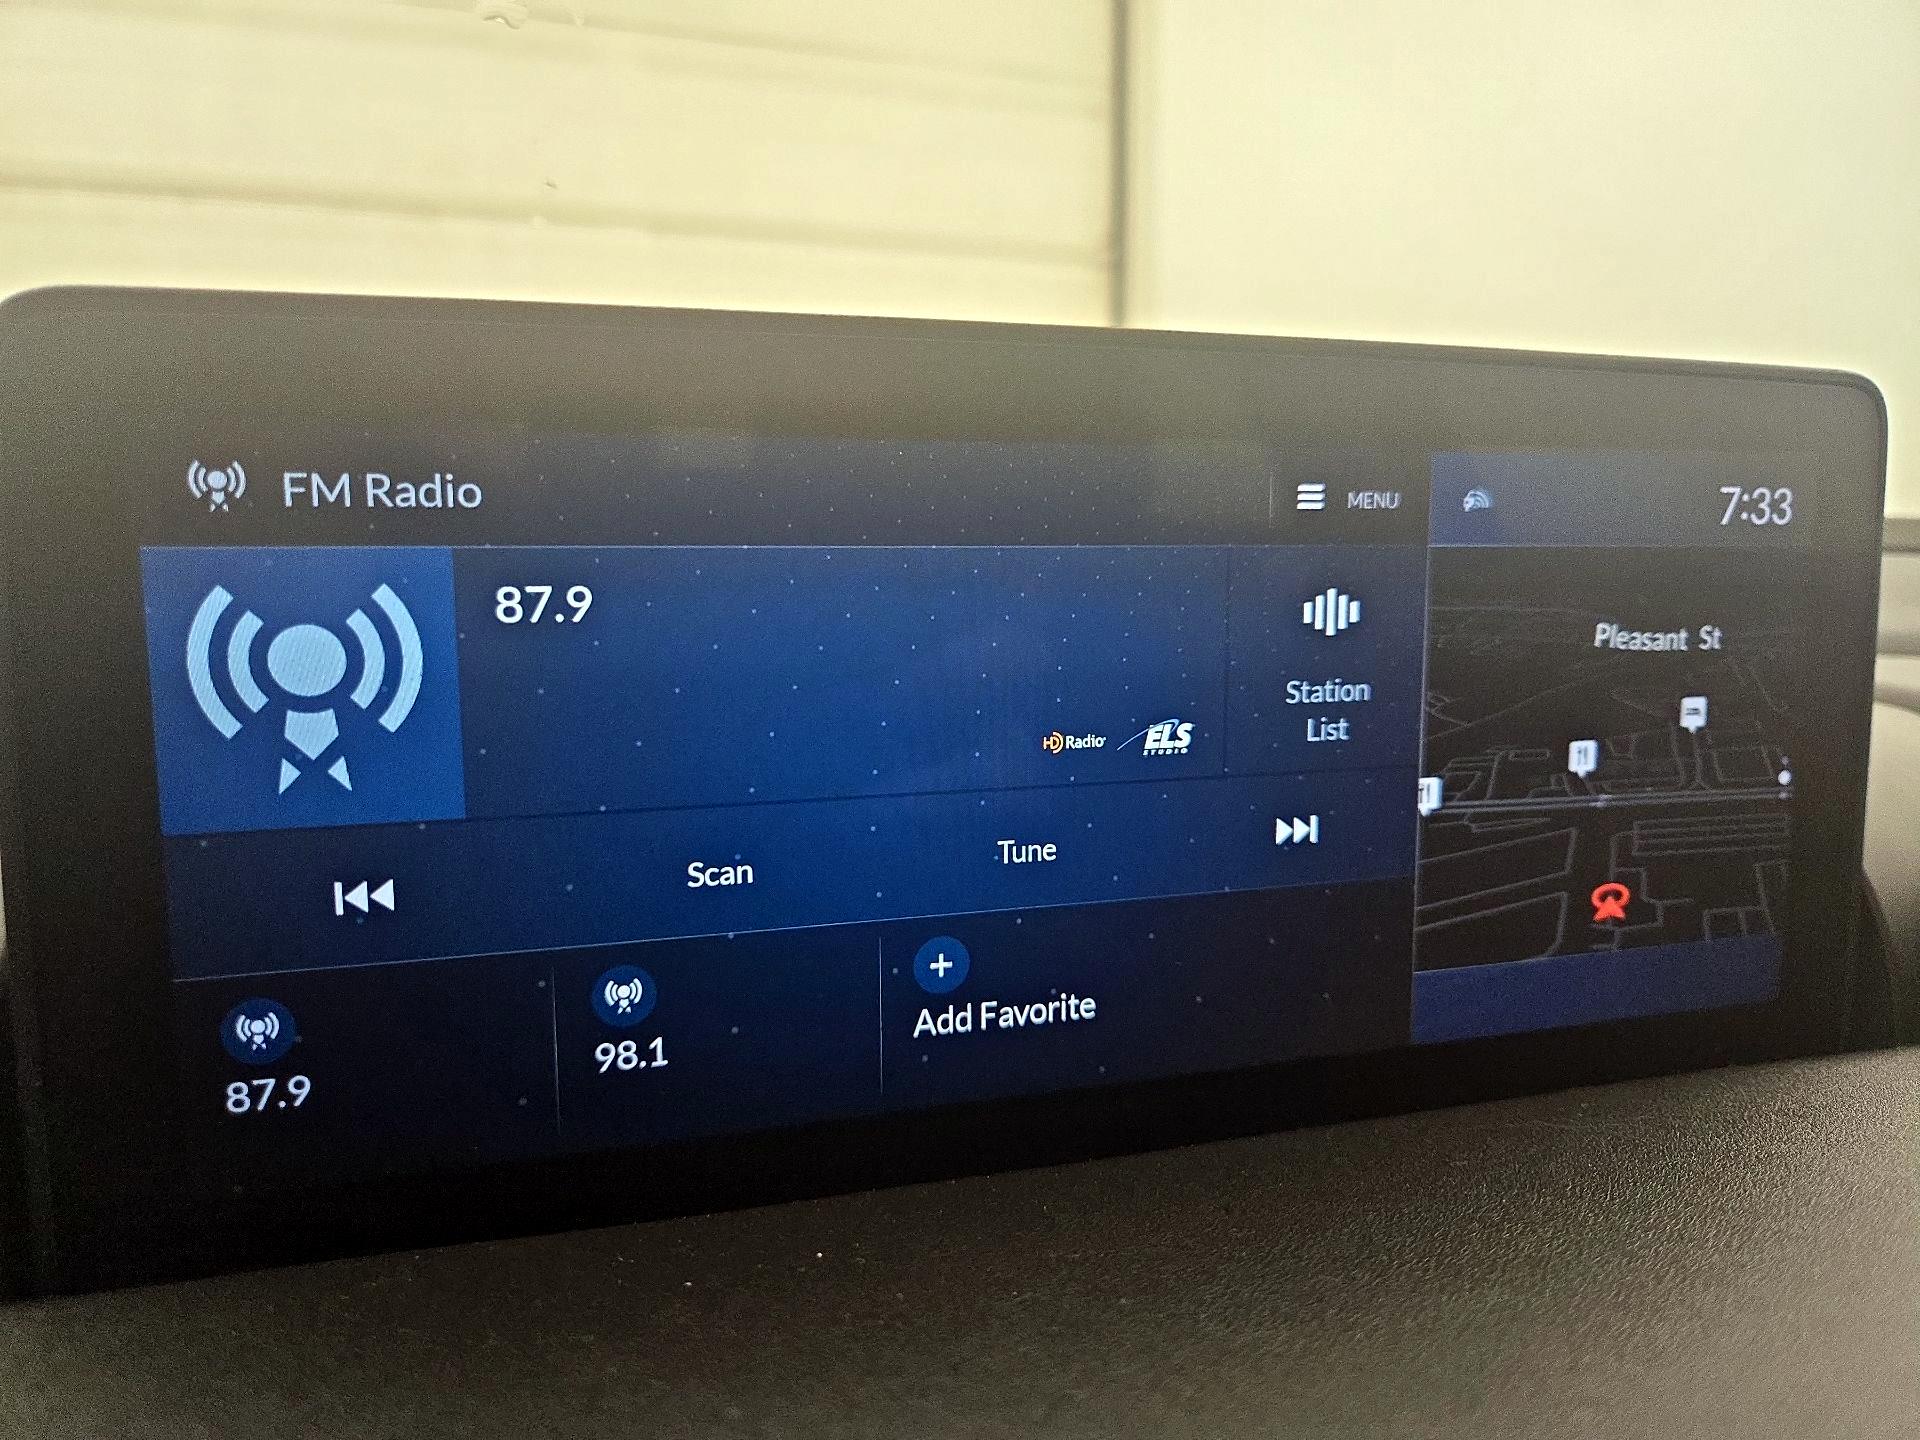 FM Radio
MENU
7:33
87.9
Station
List
HD Radio
ELS
STUDIO
Pleasant St
Scan
Tune
87.9
98.1
Add Favorite